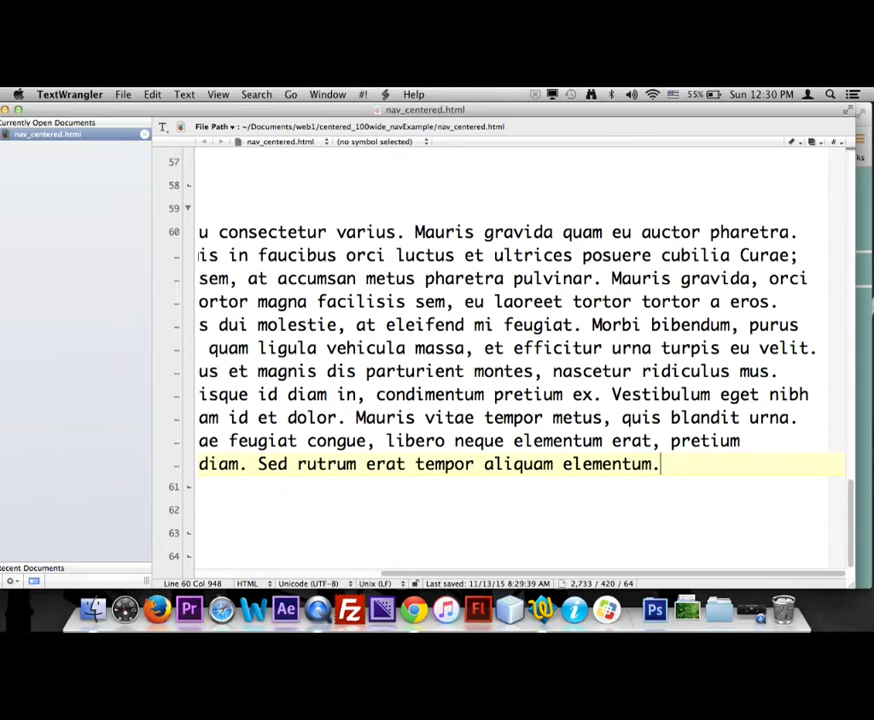 TextWrangler File Edit Text View Search Go Window #! Help 55% Sun 12:30 PM
nav_centered.html
Currently Open Documents
nav_centered.html
File Path ▾ : ~/Documents/web1/centered_100wide_navExample/nav_centered.html
nav_centered.html (no symbol selected)
57
58
59
60 u consectetur varius. Mauris gravida quam eu auctor pharetra.
is in faucibus orci luctus et ultrices posuere cubilia Curae;
sem, at accumsan metus pharetra pulvinar. Mauris gravida, orci
ortor magna facilisis sem, eu laoreet tortor tortor a eros.
s dui molestie, at eleifend mi feugiat. Morbi bibendum, purus
quam ligula vehicula massa, et efficitur urna turpis eu velit.
us et magnis dis parturient montes, nascetur ridiculus mus.
isque id diam in, condimentum pretium ex. Vestibulum eget nibh
am id et dolor. Mauris vitae tempor metus, quis blandit urna.
ae feugiat congue, libero neque elementum erat, pretium
diam. Sed rutrum erat tempor aliquam elementum.
61
62
63
64
Recent Documents
Line 60 Col 948 HTML Unicode (UTF-8) Unix (LF) Last saved: 11/13/15 8:29:39 AM 2,733 / 420 / 64
Pr W Ae Fz Fl Ps